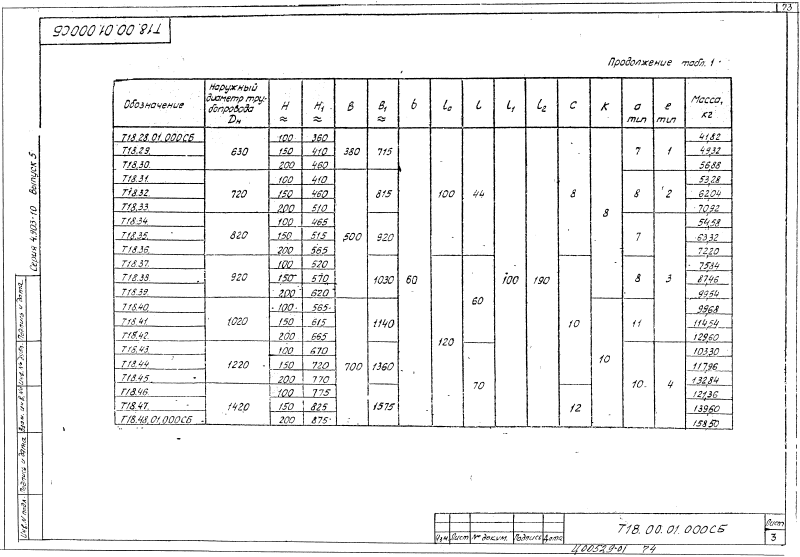 73
Т18.00.01.000СБ
Продолжение табл. 1
Обозначение | Наружный диаметр трубопровода Dн | H ≈ | H1 ≈ | B | B1 ≈ | b | l0 | l | l1 | l2 | C | K | a min | e min | Масса, кг
Т18.28.01.000СБ | 630 | 100 | 360 | 380 | 715 | 60 | 100 | 44 | 100 | 190 | 8 | 8 | 7 | 1 | 41,82
Т18.29. | 150 | 410 | 49,32
Т18.30. | 200 | 460 | 56,88
Т18.31. | 720 | 100 | 410 | 500 | 815 | 8 | 2 | 53,28
Т18.32. | 150 | 460 | 62,04
Т18.33. | 200 | 510 | 70,92
Т18.34. | 820 | 100 | 465 | 920 | 7 | 3 | 54,58
Т18.35. | 150 | 515 | 63,32
Т18.36. | 200 | 565 | 72,20
Т18.37. | 920 | 100 | 520 | 1030 | 120 | 60 | 10 | 8 | 75,84
Т18.38. | 150 | 570 | 87,46
Т18.39. | 200 | 620 | 99,54
Т18.40. | 1020 | 100 | 565 | 700 | 1140 | 10 | 11 | 99,68
Т18.41. | 150 | 615 | 114,54
Т18.42. | 200 | 665 | 129,60
Т18.43. | 1220 | 100 | 670 | 1360 | 70 | 10 | 4 | 103,30
Т18.44. | 150 | 720 | 117,96
Т18.45. | 200 | 770 | 132,84
Т18.46. | 1420 | 100 | 775 | 1575 | 12 | 121,36
Т18.47. | 150 | 825 | 139,60
Т18.48.01.000СБ | 200 | 875 | 158,50
Серия 4.903-10 Выпуск 5
Инв. № подл. Подпись и дата Взам. инв. № Инв. № дубл. Подпись и дата
Изм. Лист № докум. Подпись Дата
Т18.00.01.000СБ
Лист
3
Ц00529-01 74